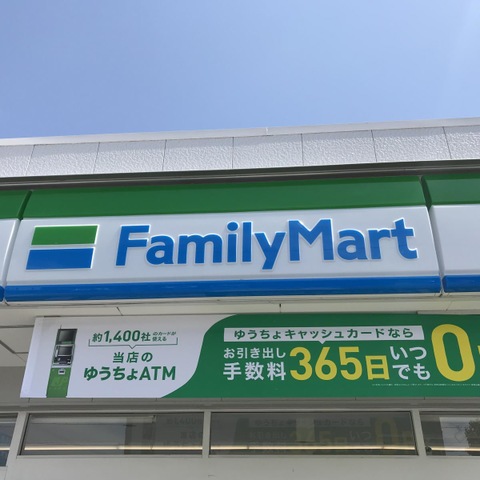 FamilyMart
約1,400社のカードが使える
当店の
ゆうちょATM
ゆうちょキャッシュカードなら
お引き出し手数料 365日いつでも 0